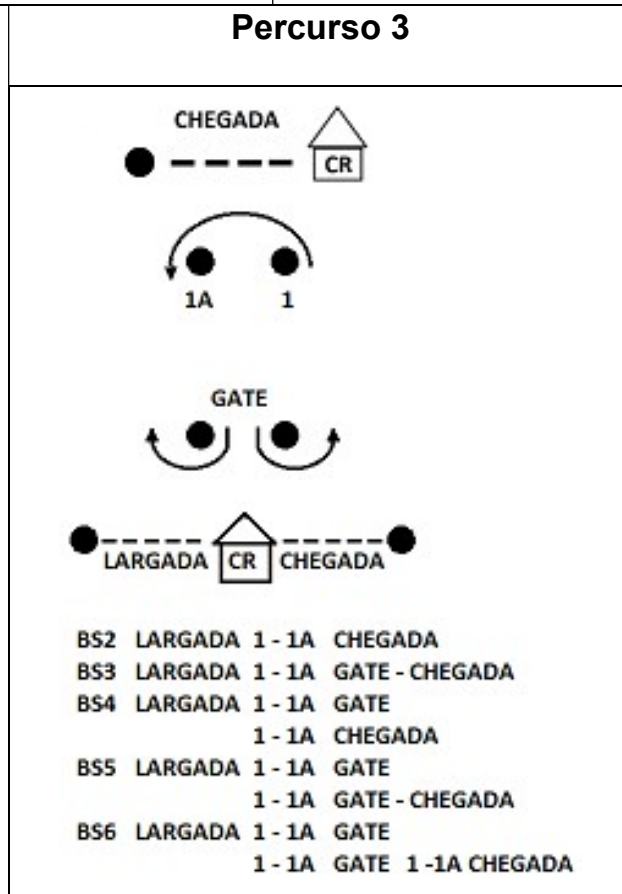 Percurso 3
CHEGADA
CR
1A 1
GATE
LARGADA CR CHEGADA
BS2 LARGADA 1 - 1A CHEGADA
BS3 LARGADA 1 - 1A GATE - CHEGADA
BS4 LARGADA 1 - 1A GATE
1 - 1A CHEGADA
BS5 LARGADA 1 - 1A GATE
1 - 1A GATE - CHEGADA
BS6 LARGADA 1 - 1A GATE
1 - 1A GATE 1 -1A CHEGADA